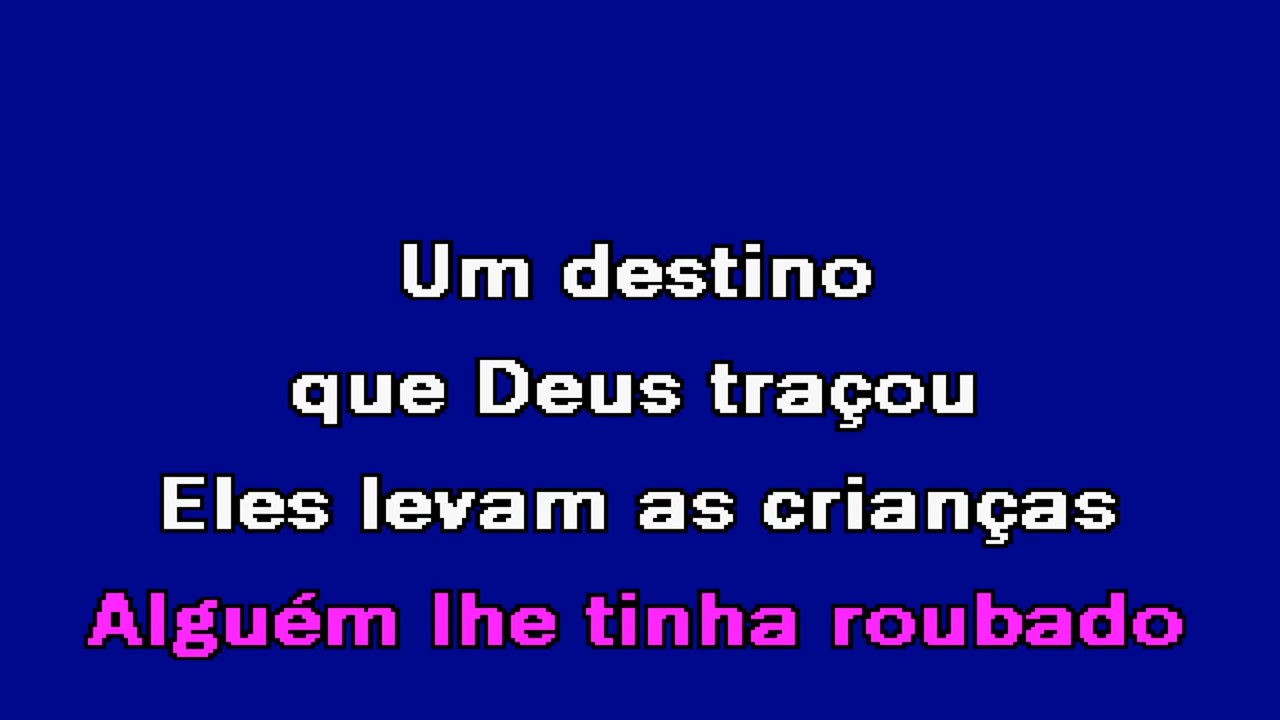 Um destino
que Deus traçou
Eles levam as crianças
Alguém lhe tinha roubado